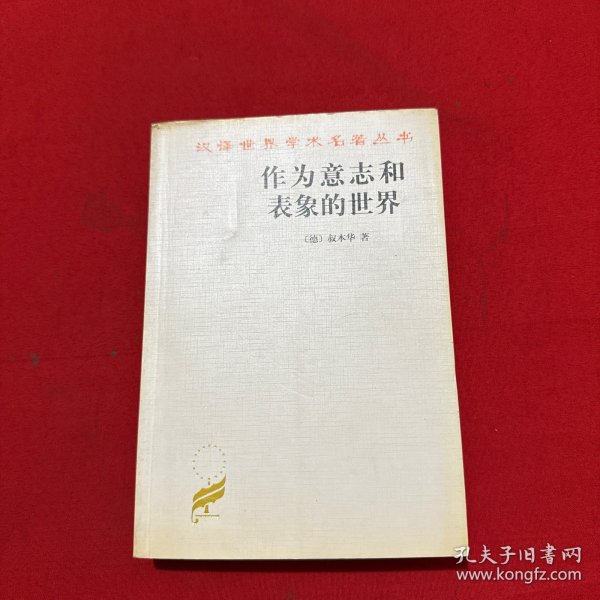 汉译世界学术名著丛书
作为意志和
表象的世界
〔德〕叔本华 著
孔夫子旧书网
www.kongfz.com